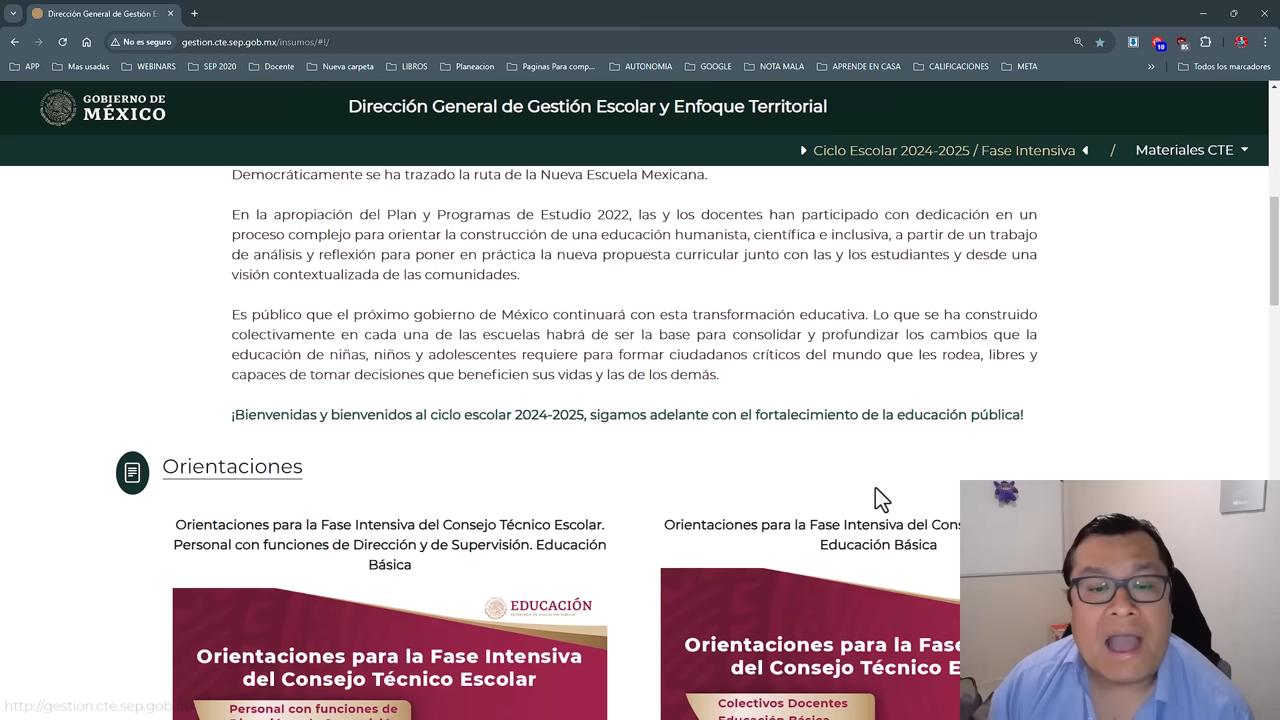 Dirección General de Gestión Es
No es seguro
gestion.cte.sep.gob.mx/insumos/#!/
APP
Mas usadas
WEBINARS
SEP 2020
Docente
Nueva carpeta
LIBROS
Planeacion
Paginas Para comp...
AUTONOMIA
GOOGLE
NOTA MALA
APRENDE EN CASA
CALIFICACIONES
META
Todos los marcadores
GOBIERNO DE
MÉXICO
Dirección General de Gestión Escolar y Enfoque Territorial
Ciclo Escolar 2024-2025 / Fase Intensiva
/
Materiales CTE
Democráticamente se ha trazado la ruta de la Nueva Escuela Mexicana.
En la apropiación del Plan y Programas de Estudio 2022, las y los docentes han participado con dedicación en un
proceso complejo para orientar la construcción de una educación humanista, científica e inclusiva, a partir de un trabajo
de análisis y reflexión para poner en práctica la nueva propuesta curricular junto con las y los estudiantes y desde una
visión contextualizada de las comunidades.
Es público que el próximo gobierno de México continuará con esta transformación educativa. Lo que se ha construido
colectivamente en cada una de las escuelas habrá de ser la base para consolidar y profundizar los cambios que la
educación de niñas, niños y adolescentes requiere para formar ciudadanos críticos del mundo que les rodea, libres y
capaces de tomar decisiones que beneficien sus vidas y las de los demás.
¡Bienvenidas y bienvenidos al ciclo escolar 2024-2025, sigamos adelante con el fortalecimiento de la educación pública!
Orientaciones
Orientaciones para la Fase Intensiva del Consejo Técnico Escolar.
Personal con funciones de Dirección y de Supervisión. Educación
Básica
Orientaciones para la Fase Intensiva del Cons
Educación Básica
EDUCACIÓN
Orientaciones para la Fase Intensiva
del Consejo Técnico Escolar
Personal con funciones de
Orientaciones para la Fase
del Consejo Técnico E
Colectivos Docentes
Educación Básica
http://gestion.cte.sep.gob